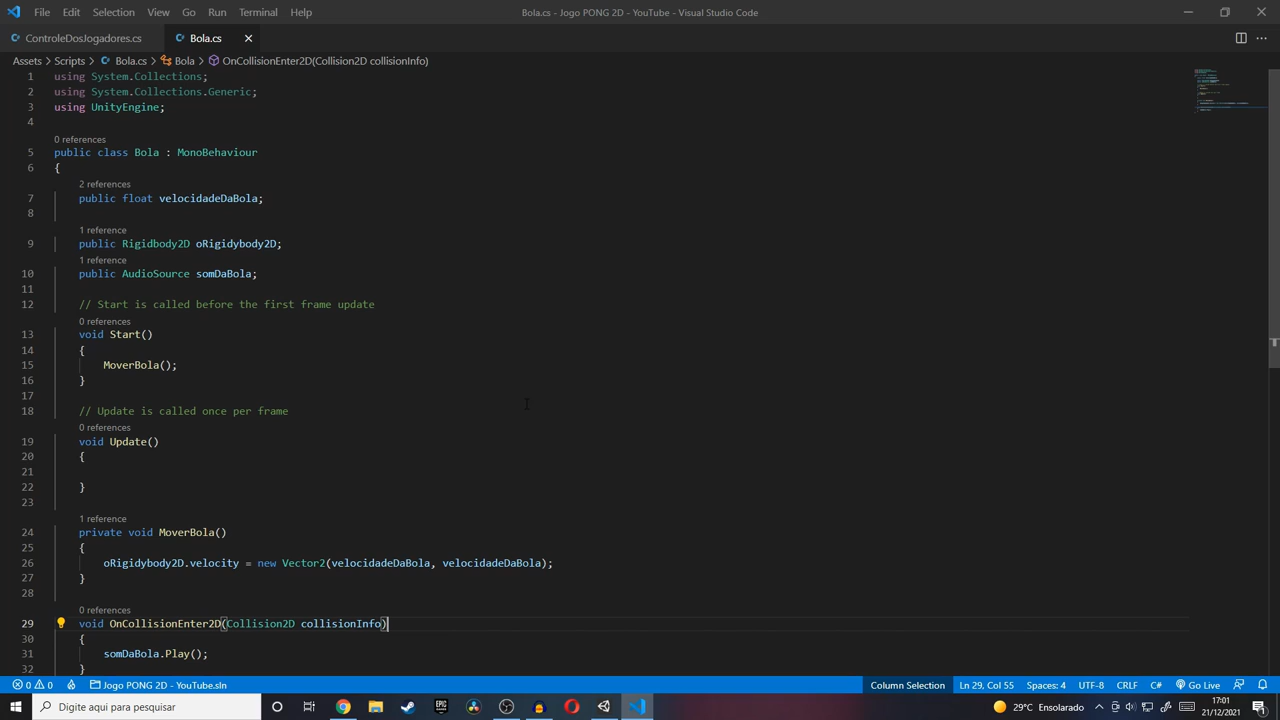 File Edit Selection View Go Run Terminal Help
Bola.cs - Jogo PONG 2D - YouTube - Visual Studio Code
ControleDosJogadores.cs
Bola.cs
Assets > Scripts > Bola.cs > Bola > OnCollisionEnter2D(Collision2D collisionInfo)
1 using System.Collections;
2 using System.Collections.Generic;
3 using UnityEngine;
4
0 references
5 public class Bola : MonoBehaviour
6 {
2 references
7 public float velocidadeDaBola;
8
1 reference
9 public Rigidbody2D oRigidybody2D;
1 reference
10 public AudioSource somDaBola;
11
12 // Start is called before the first frame update
0 references
13 void Start()
14 {
15 MoverBola();
16 }
17
18 // Update is called once per frame
0 references
19 void Update()
20 {
21
22 }
23
1 reference
24 private void MoverBola()
25 {
26 oRigidybody2D.velocity = new Vector2(velocidadeDaBola, velocidadeDaBola);
27 }
28
0 references
29 void OnCollisionEnter2D(Collision2D collisionInfo)
30 {
31 somDaBola.Play();
32 }
0 0 Jogo PONG 2D - YouTube.sln Column Selection Ln 29, Col 55 Spaces: 4 UTF-8 CRLF C# Go Live
Digite aqui para pesquisar
EPIC GAMES
29°C Ensolarado
17:01
21/12/2021